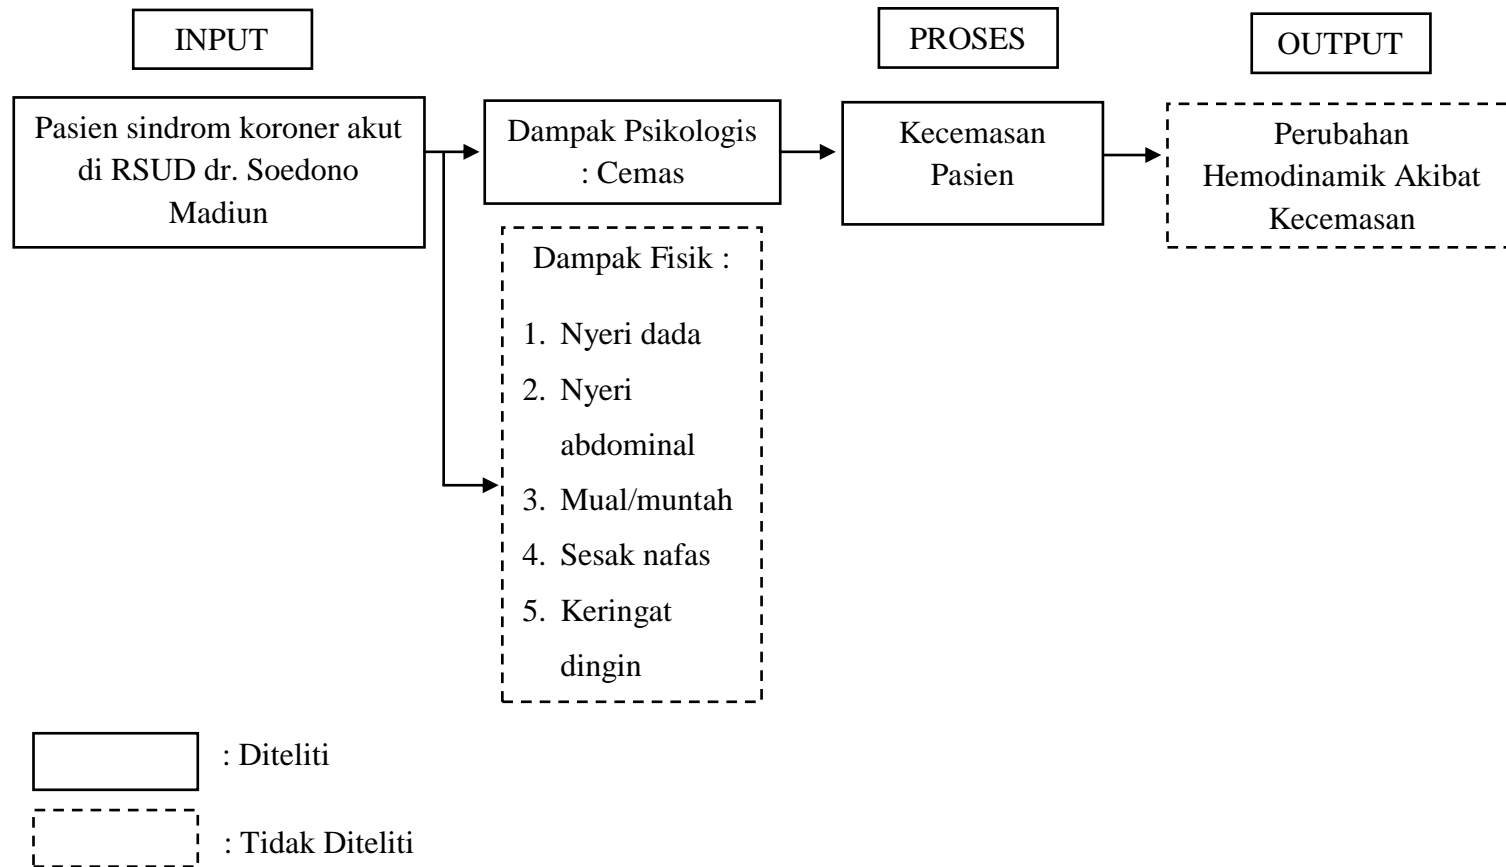 INPUT
PROSES
OUTPUT
Pasien sindrom koroner akut
di RSUD dr. Soedono
Madiun
Dampak Psikologis
: Cemas
Kecemasan
Pasien
Perubahan
Hemodinamik Akibat
Kecemasan
Dampak Fisik :
1. Nyeri dada
2. Nyeri
abdominal
3. Mual/muntah
4. Sesak nafas
5. Keringat
dingin
: Diteliti
: Tidak Diteliti